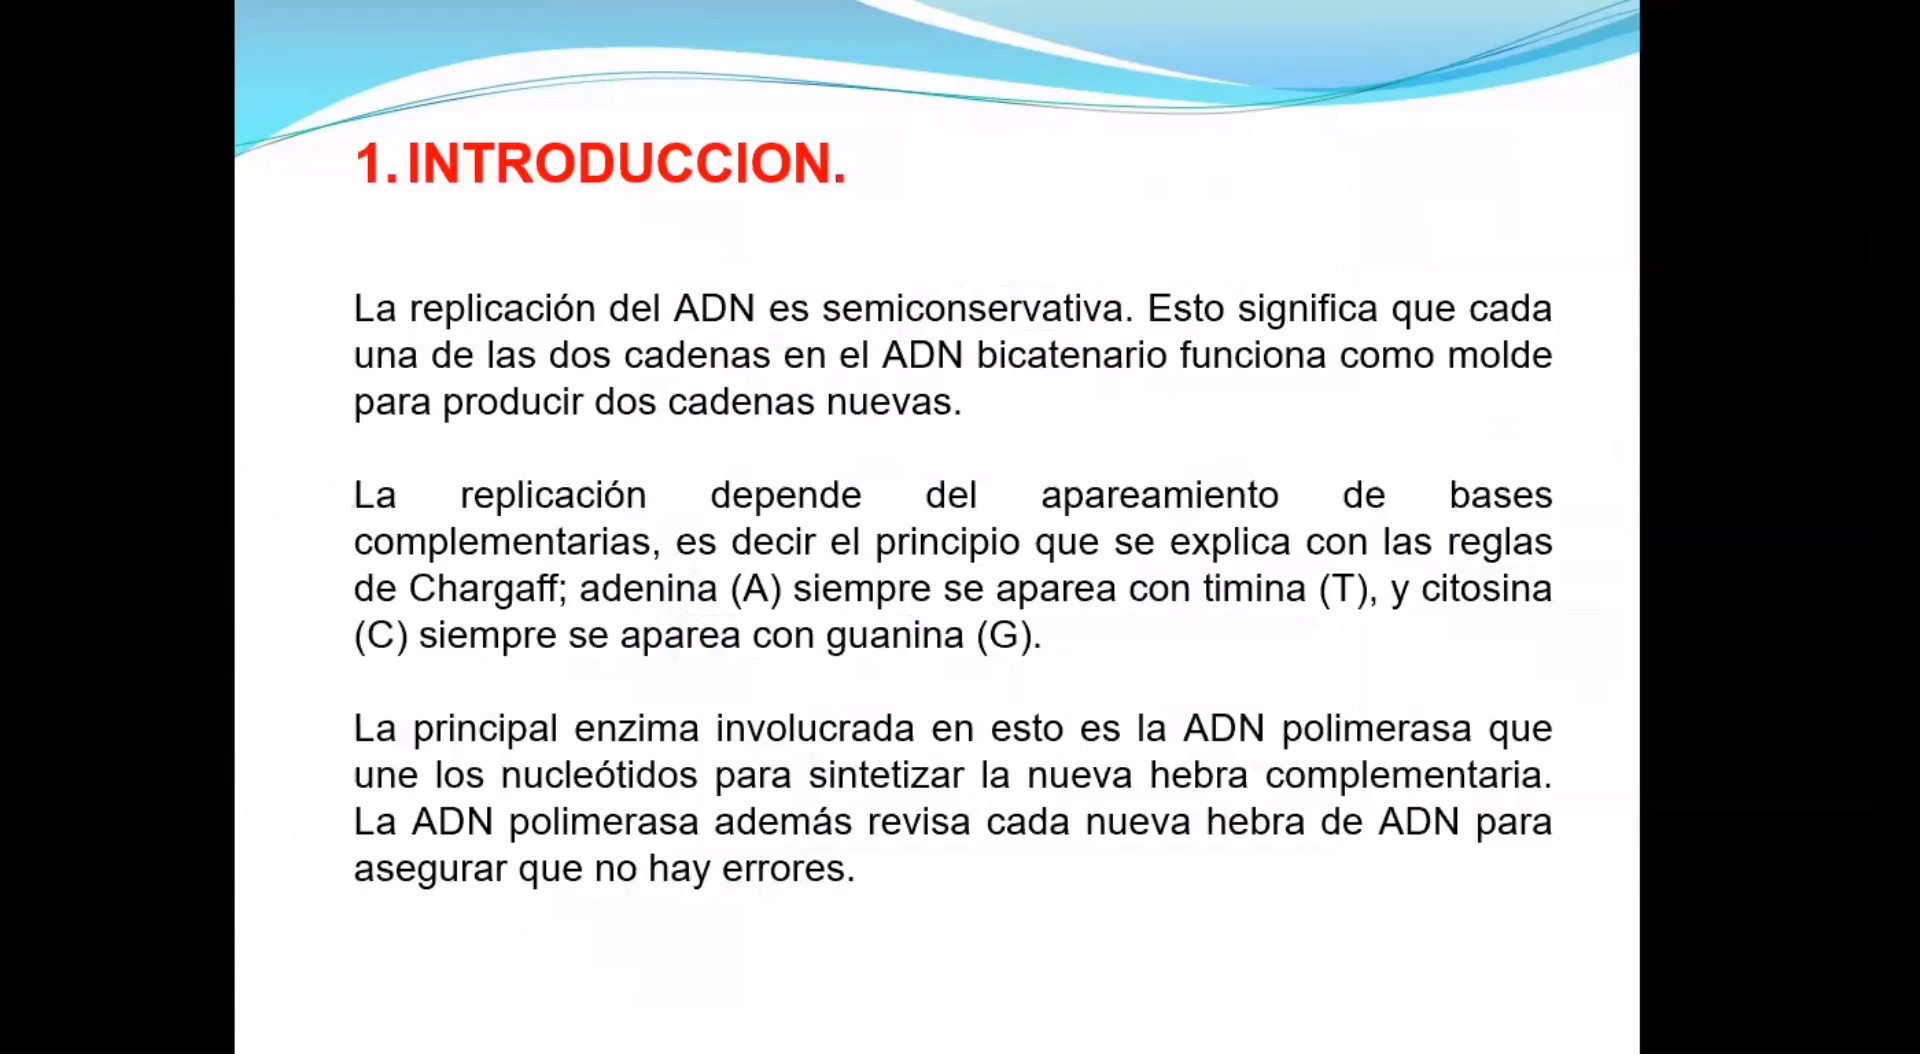 1. INTRODUCCION.
La replicación del ADN es semiconservativa. Esto significa que cada
una de las dos cadenas en el ADN bicatenario funciona como molde
para producir dos cadenas nuevas.
La replicación depende del apareamiento de bases
complementarias, es decir el principio que se explica con las reglas
de Chargaff; adenina (A) siempre se aparea con timina (T), y citosina
(C) siempre se aparea con guanina (G).
La principal enzima involucrada en esto es la ADN polimerasa que
une los nucleótidos para sintetizar la nueva hebra complementaria.
La ADN polimerasa además revisa cada nueva hebra de ADN para
asegurar que no hay errores.